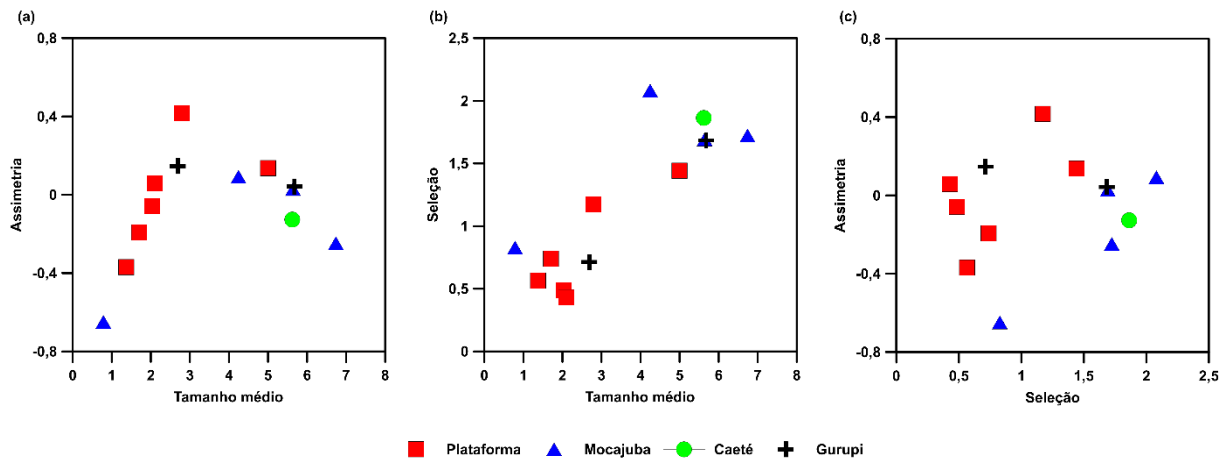 (a)
0,8
0,4
0
-0,4
-0,8
Assimetria
0 1 2 3 4 5 6 7 8
Tamanho médio
(b)
2,5
2
1,5
1
0,5
0
Seleção
0 1 2 3 4 5 6 7 8
Tamanho médio
(c)
0,8
0,4
0
-0,4
-0,8
Assimetria
0 0,5 1 1,5 2 2,5
Seleção
Plataforma Mocajuba Caeté Gurupi